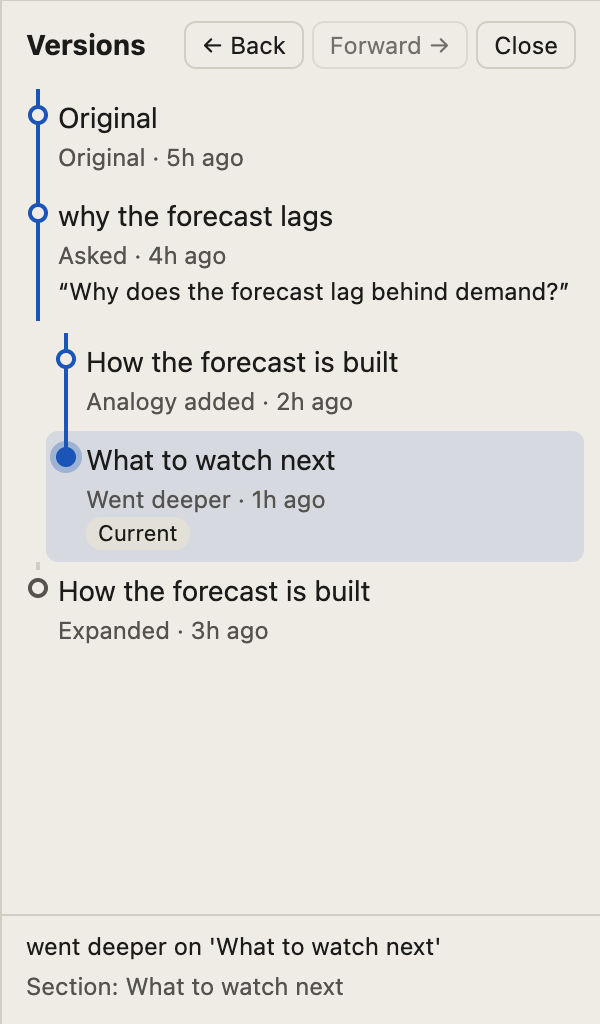 Versions
← Back
Forward →
Close
Original
Original · 5h ago
why the forecast lags
Asked · 4h ago
“Why does the forecast lag behind demand?”
How the forecast is built
Analogy added · 2h ago
What to watch next
Went deeper · 1h ago
Current
How the forecast is built
Expanded · 3h ago
went deeper on 'What to watch next'
Section: What to watch next